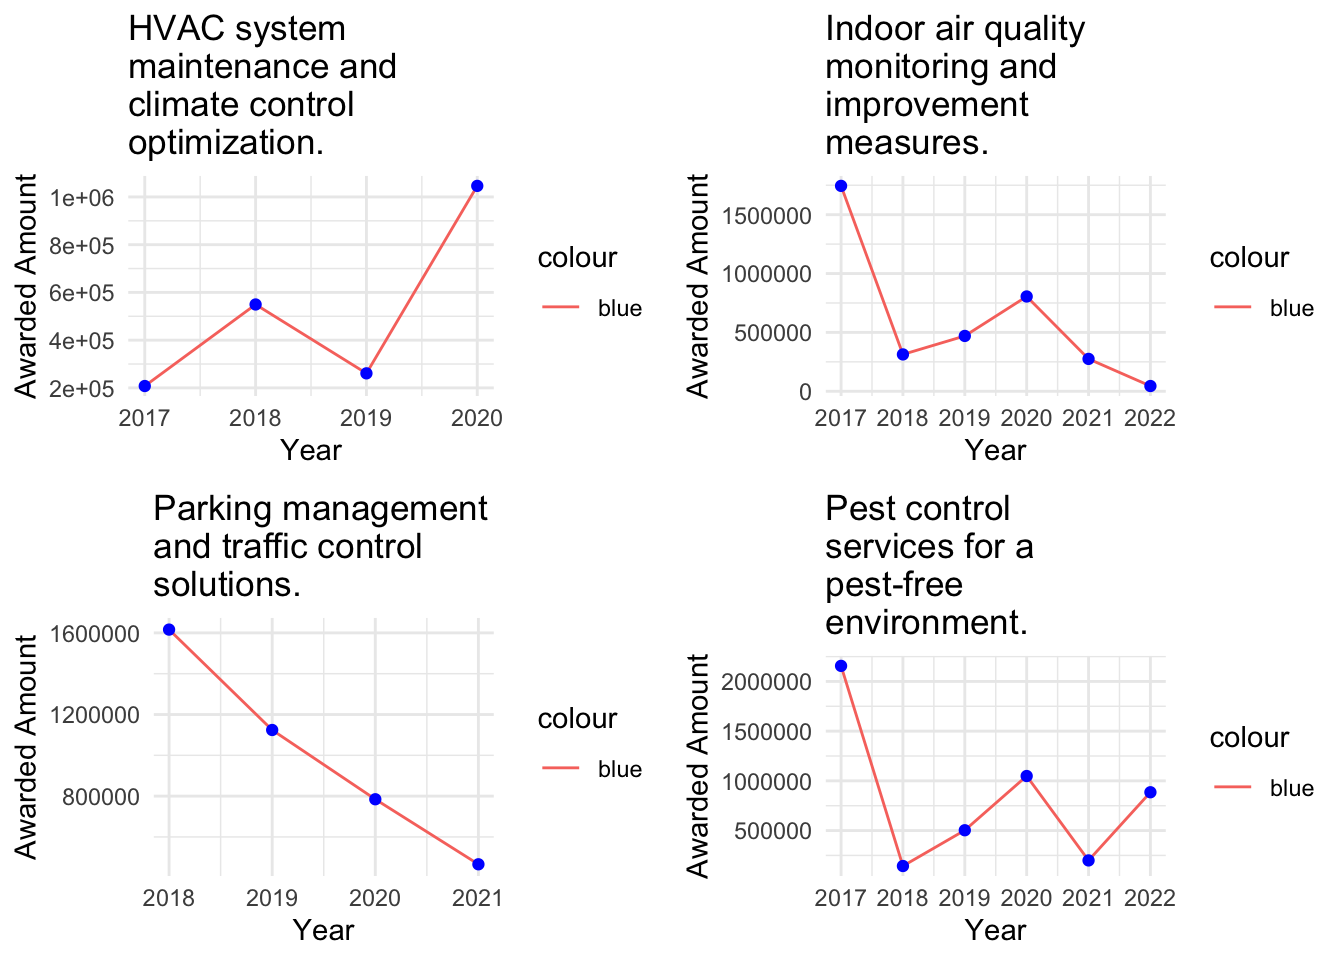 HVAC system
maintenance and
climate control
optimization.
Awarded Amount
1e+06
8e+05
6e+05
4e+05
2e+05
2017 2018 2019 2020
Year
colour
blue
Indoor air quality
monitoring and
improvement
measures.
Awarded Amount
1500000
1000000
500000
0
2017 2018 2019 2020 2021 2022
Year
colour
blue
Parking management
and traffic control
solutions.
Awarded Amount
1600000
1200000
800000
2018 2019 2020 2021
Year
colour
blue
Pest control
services for a
pest-free
environment.
Awarded Amount
2000000
1500000
1000000
500000
2017 2018 2019 2020 2021 2022
Year
colour
blue